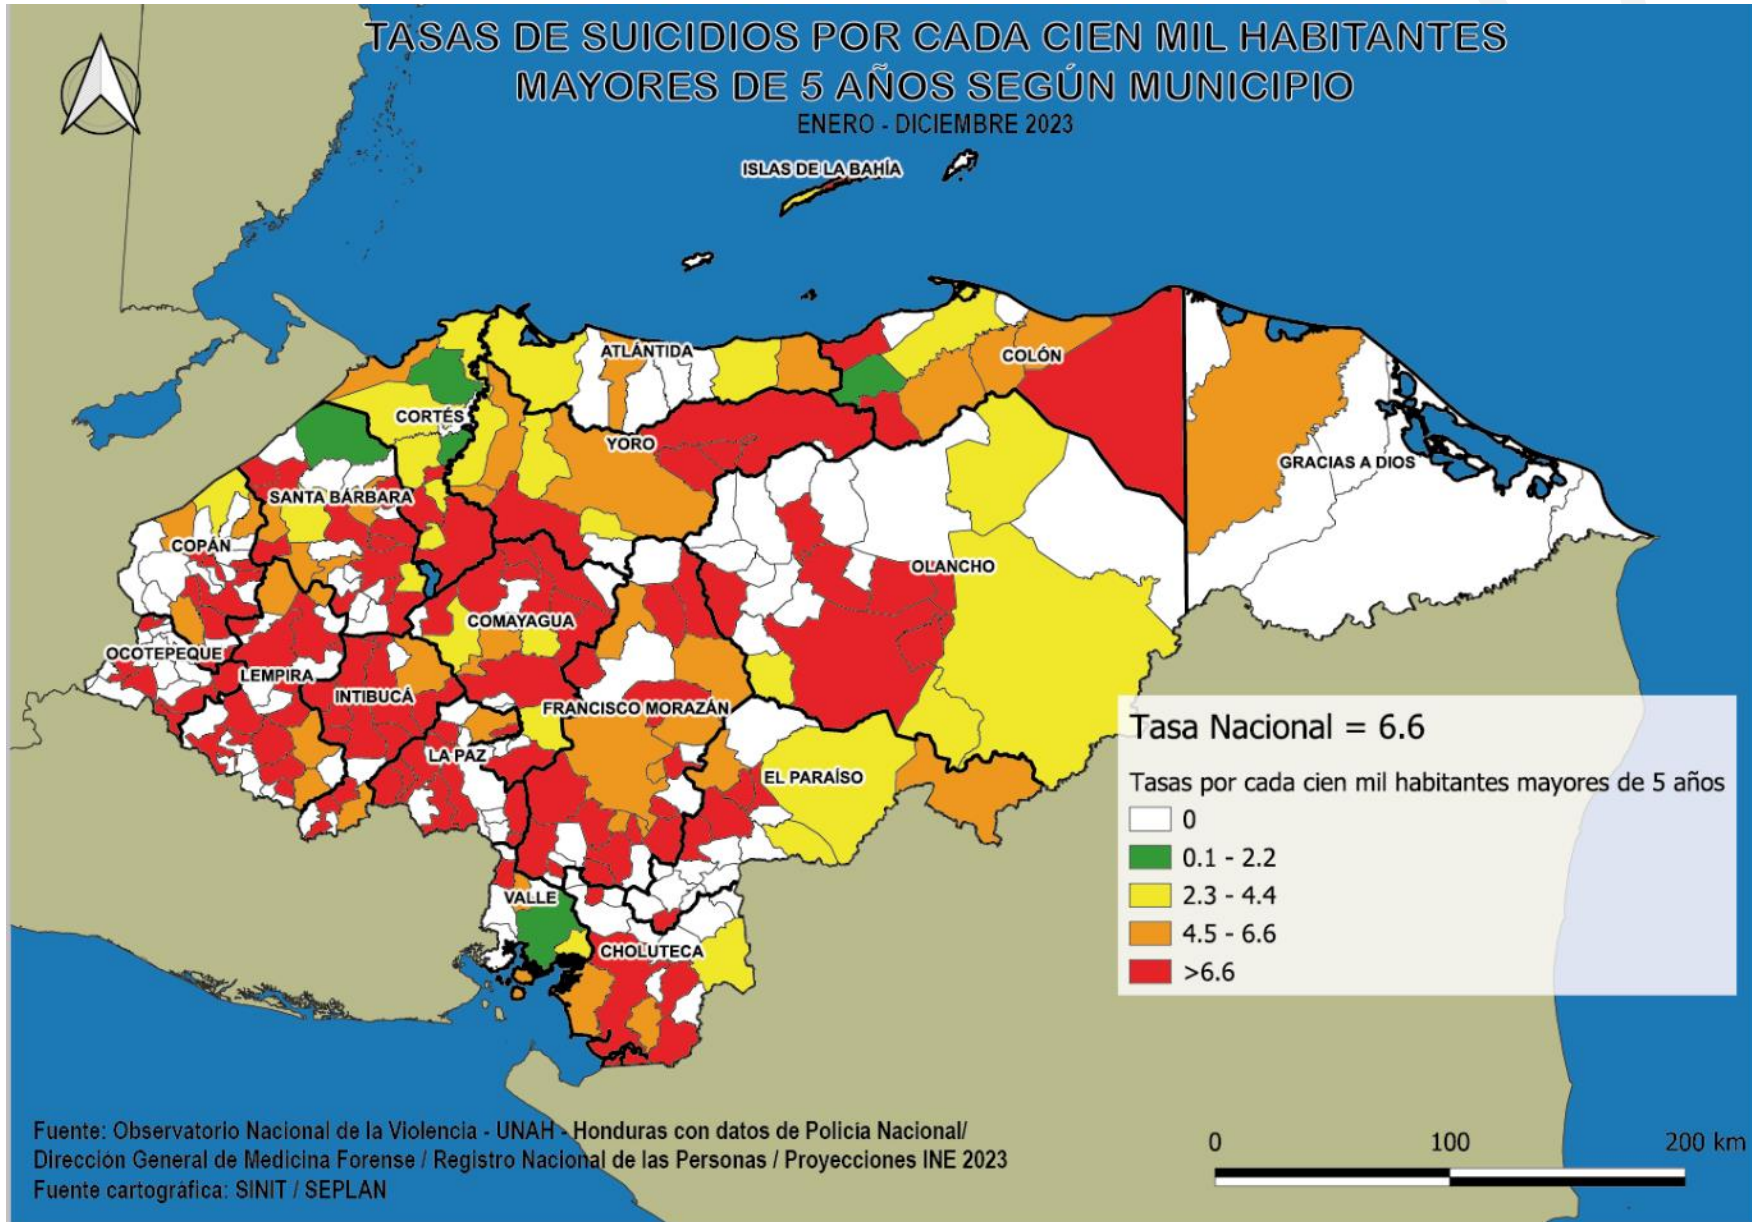 TASAS DE SUICIDIOS POR CADA CIEN MIL HABITANTES
MAYORES DE 5 AÑOS SEGÚN MUNICIPIO
ENERO - DICIEMBRE 2023
ISLAS DE LA BAHÍA
ATLÁNTIDA
COLÓN
CORTÉS
YORO
GRACIAS A DIOS
SANTA BÁRBARA
COPÁN
OLANCHO
COMAYAGUA
OCOTEPEQUE
LEMPIRA
INTIBUCÁ
FRANCISCO MORAZÁN
LA PAZ
EL PARAÍSO
VALLE
CHOLUTECA
Tasa Nacional = 6.6
Tasas por cada cien mil habitantes mayores de 5 años
0
0.1 - 2.2
2.3 - 4.4
4.5 - 6.6
>6.6
Fuente: Observatorio Nacional de la Violencia - UNAH - Honduras con datos de Policía Nacional/
Dirección General de Medicina Forense / Registro Nacional de las Personas / Proyecciones INE 2023
Fuente cartográfica: SINIT / SEPLAN
0 100 200 km